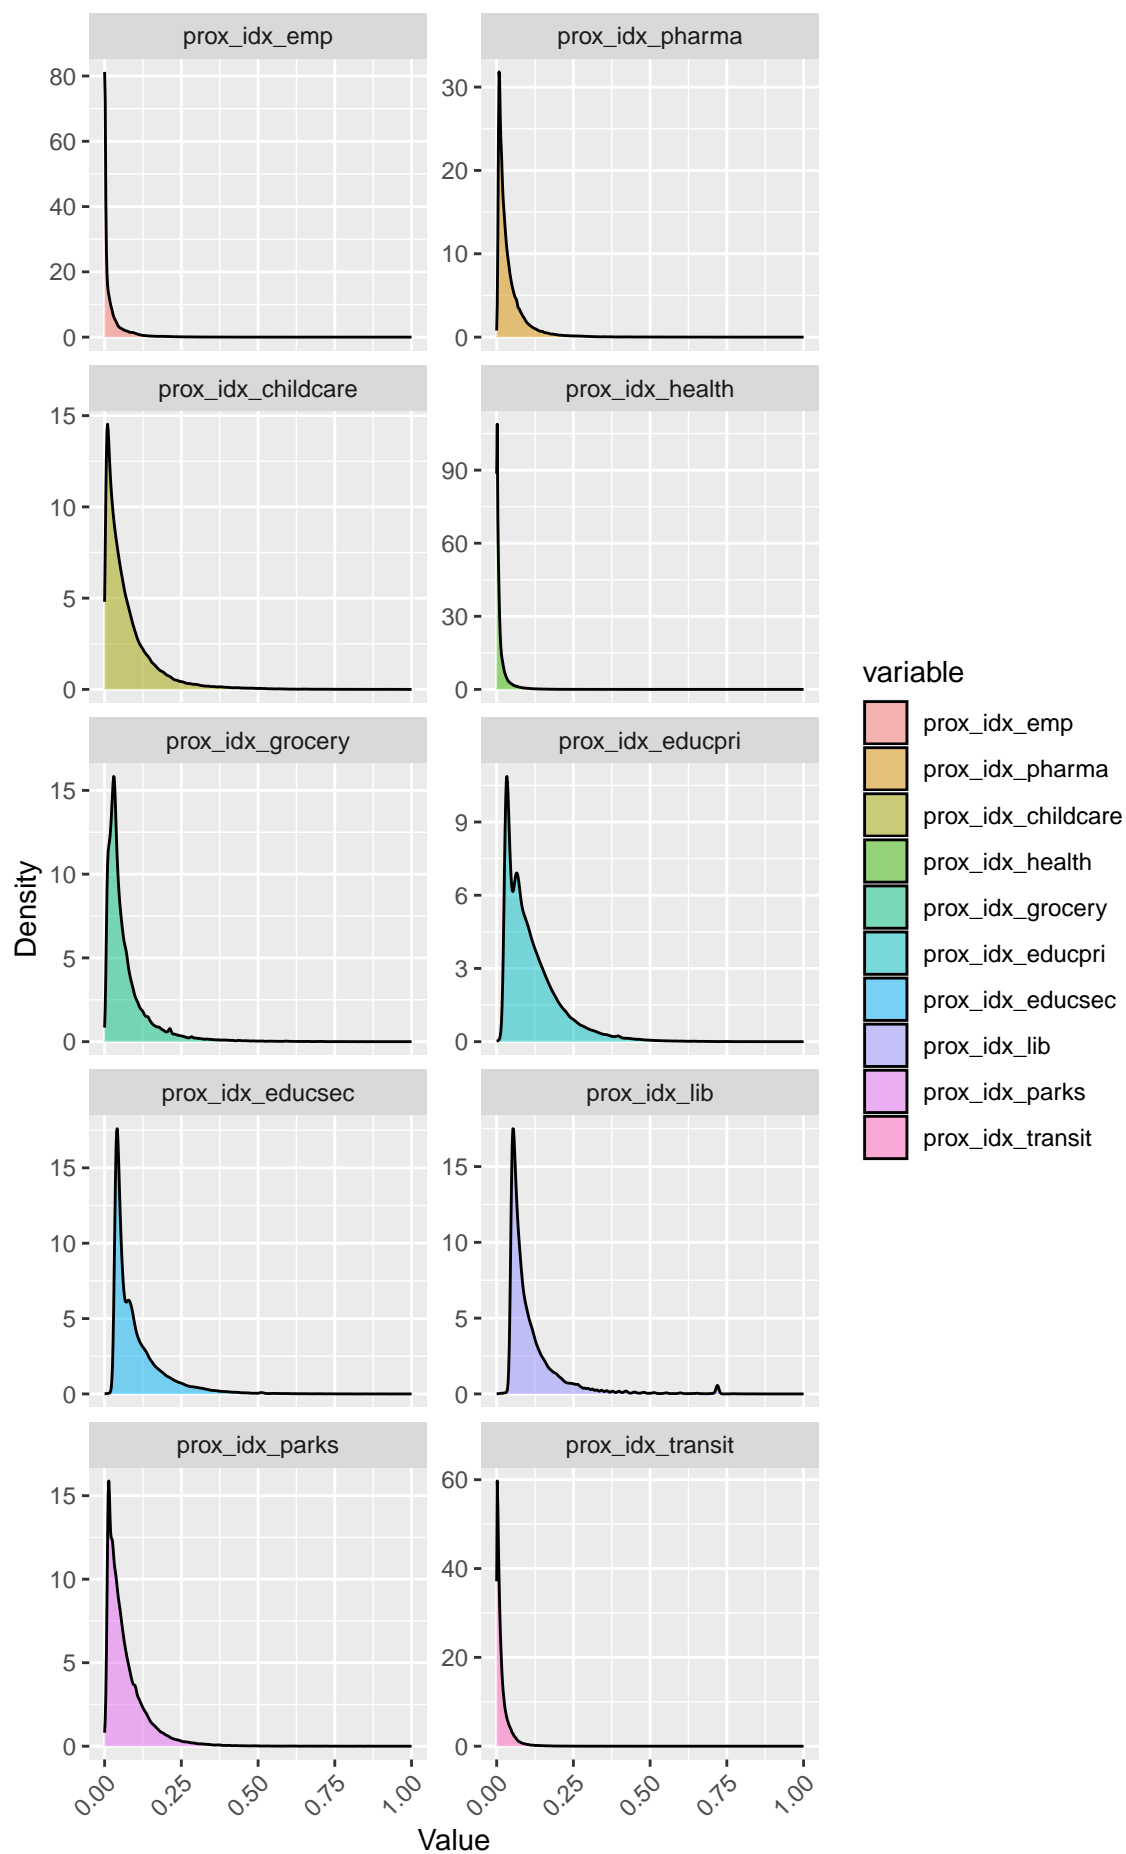 prox_idx_emp
prox_idx_pharma
80
60
40
20
0
30
20
10
0
prox_idx_childcare
prox_idx_health
15
10
5
0
90
60
30
0
prox_idx_grocery
prox_idx_educpri
15
10
5
0
9
6
3
0
prox_idx_educsec
prox_idx_lib
15
10
5
0
15
10
5
0
prox_idx_parks
prox_idx_transit
15
10
5
0
60
40
20
0
0.00
0.25
0.50
0.75
1.00
0.00
0.25
0.50
0.75
1.00
Value
Density
variable
prox_idx_emp
prox_idx_pharma
prox_idx_childcare
prox_idx_health
prox_idx_grocery
prox_idx_educpri
prox_idx_educsec
prox_idx_lib
prox_idx_parks
prox_idx_transit